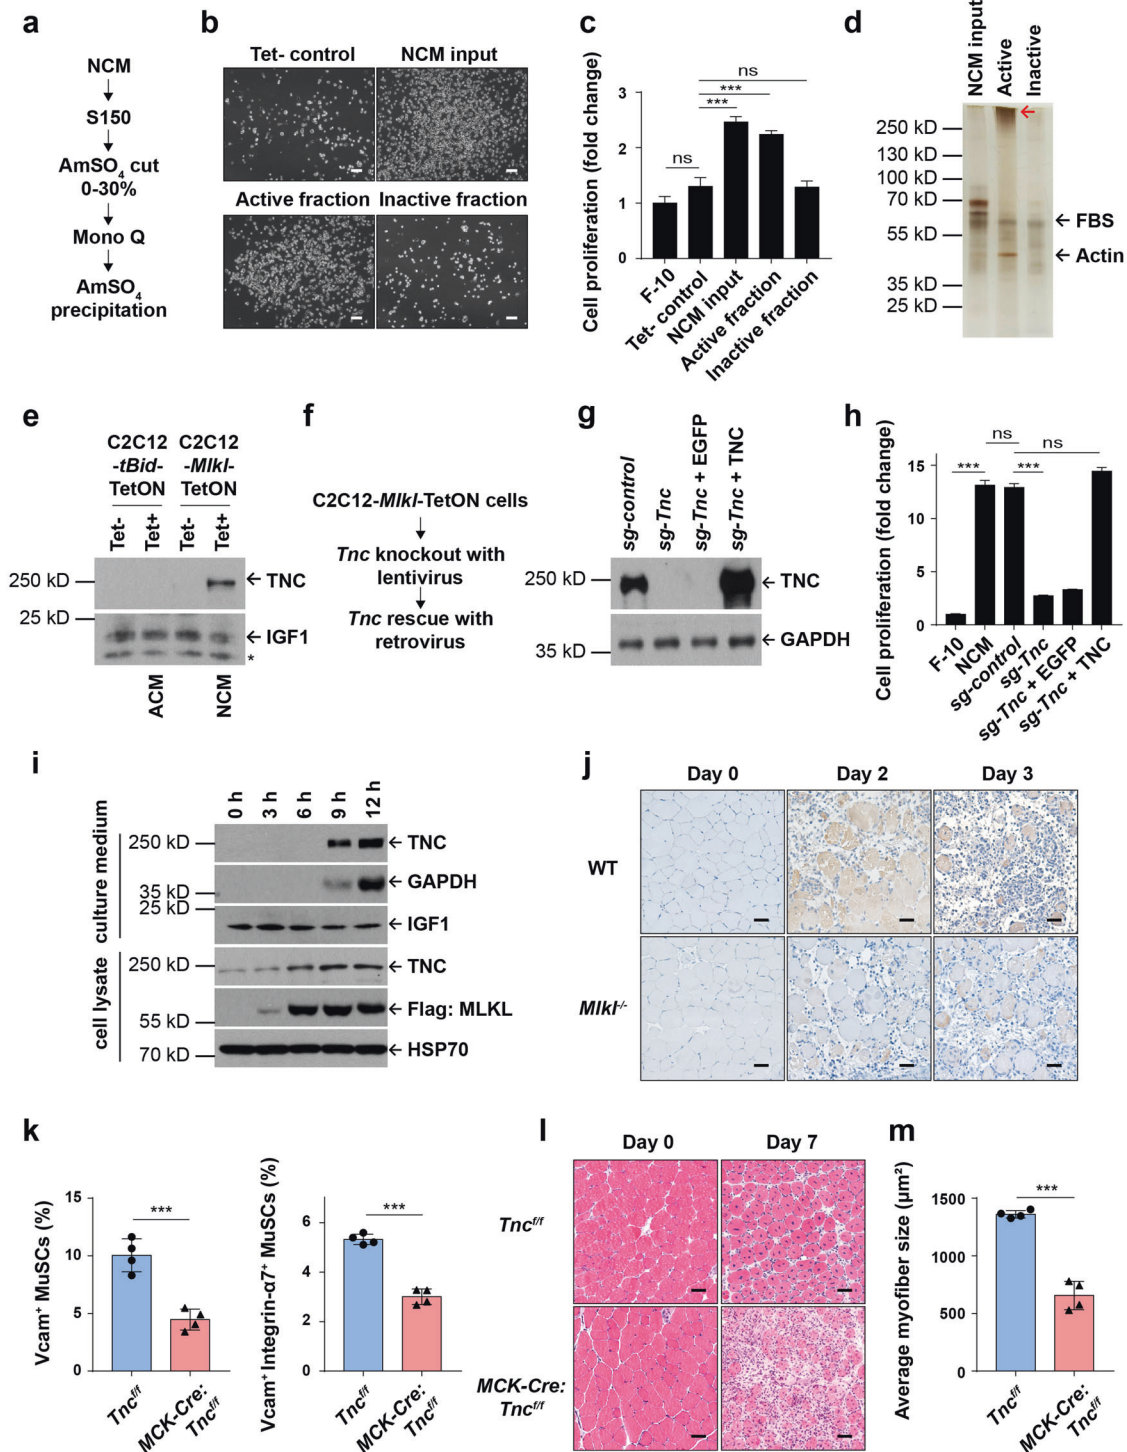 a
NCM
S150
AmSO4 cut
0-30%
Mono Q
AmSO4
precipitation
b
Tet- control
NCM input
Active fraction
Inactive fraction
c
Cell proliferation (fold change)
3
2
1
0
ns
***
***
ns
F-10
Tet- control
NCM input
Active fraction
Inactive fraction
d
NCM input
Active
Inactive
250 kD
130 kD
100 kD
70 kD
55 kD
35 kD
25 kD
FBS
Actin
e
C2C12
-tBid-
TetON
C2C12
-Mlkl-
TetON
Tet-
Tet+
Tet-
Tet+
250 kD
TNC
25 kD
IGF1
*
ACM
NCM
f
C2C12-Mlkl-TetON cells
Tnc knockout with
lentivirus
Tnc rescue with
retrovirus
g
sg-control
sg-Tnc
sg-Tnc + EGFP
sg-Tnc + TNC
250 kD
TNC
35 kD
GAPDH
h
Cell proliferation (fold change)
15
10
5
0
ns
ns
***
***
F-10
NCM
sg-control
sg-Tnc
sg-Tnc + EGFP
sg-Tnc + TNC
i
0 h
3 h
6 h
9 h
12 h
culture medium
250 kD
TNC
35 kD
GAPDH
25 kD
IGF1
cell lysate
250 kD
TNC
55 kD
Flag: MLKL
70 kD
HSP70
j
Day 0
Day 2
Day 3
WT
Mlkl-/-
k
Vcam+ MuSCs (%)
15
10
5
0
***
Tncf/f
MCK-Cre:
Tncf/f
Vcam+ Integrin-α7+ MuSCs (%)
6
4
2
0
***
Tncf/f
MCK-Cre:
Tncf/f
l
Day 0
Day 7
Tncf/f
MCK-Cre:
Tncf/f
m
Average myofiber size (μm²)
1500
1000
500
0
***
Tncf/f
MCK-Cre:
Tncf/f